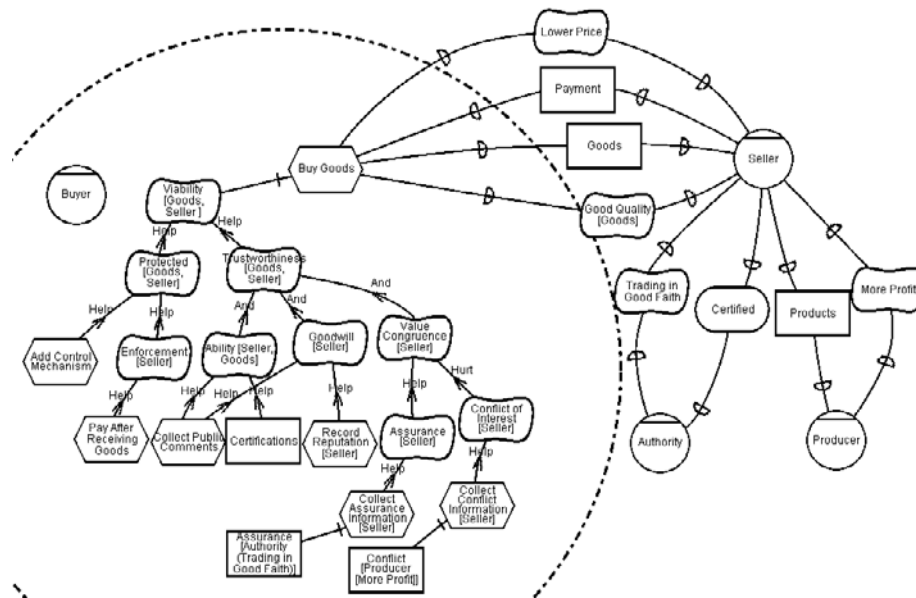 Lower Price
Payment
Goods
Seller
Buy Goods
Buyer
Viability
[Goods,
Seller ]
Good Quality
[Goods]
Help
Help
Protected
[Goods,
Seller]
Trustworthiness
[Goods,
Seller]
Trading in
Good Faith
Certified
Products
More Profit
And
And
And
Help
Help
Add Control
Mechanism
Enforcement
[Seller]
Ability [Seller,
Goods]
Goodwill
[Seller]
Value
Congruence
[Seller]
Help
Help
Help
Help
Help
Help
Hurt
Pay After
Receiving
Goods
Collect Public
Comments
Certifications
Record
Reputation
[Seller]
Assurance
[Seller]
Conflict of
Interest
[Seller]
Authority
Producer
Help
Help
Collect
Assurance
Information
[Seller]
Collect
Conflict
Information
[Seller]
Assurance
[Authority
(Trading in
Good Faith)]
Conflict
[Producer
[More Profit]]